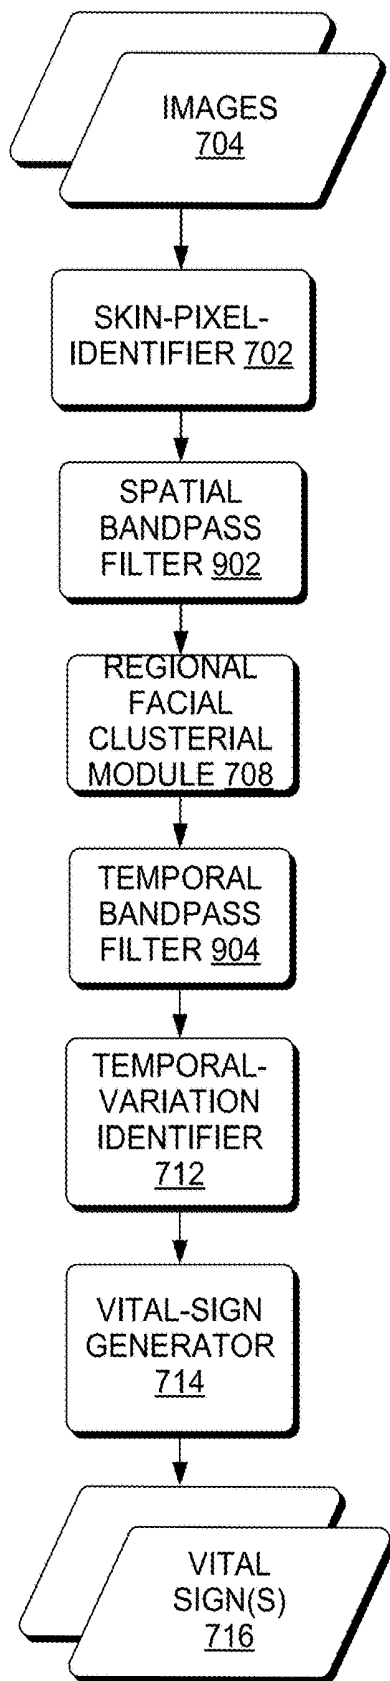 IMAGES
704
SKIN-PIXEL-
IDENTIFIER 702
SPATIAL
BANDPASS
FILTER 902
REGIONAL
FACIAL
CLUSTERIAL
MODULE 708
TEMPORAL
BANDPASS
FILTER 904
TEMPORAL-
VARIATION
IDENTIFIER
712
VITAL-SIGN
GENERATOR
714
VITAL
SIGN(S)
716